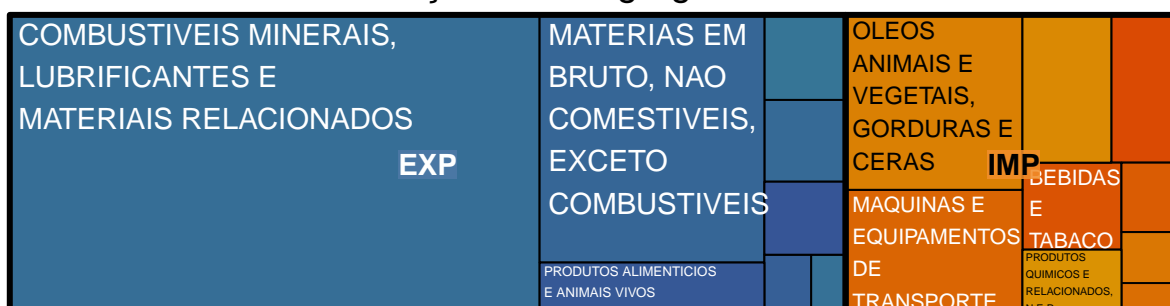 COMBUSTIVEIS MINERAIS,
LUBRIFICANTES E
MATERIAIS RELACIONADOS
EXP
MATERIAS EM
BRUTO, NAO
COMESTIVEIS,
EXCETO
COMBUSTIVEIS
PRODUTOS ALIMENTICIOS
E ANIMAIS VIVOS
OLEOS
ANIMAIS E
VEGETAIS,
GORDURAS E
CERAS
IMP
MAQUINAS E
EQUIPAMENTOS
DE
TRANSPORTE
BEBIDAS
E
TABACO
PRODUTOS
QUIMICOS E
RELACIONADOS,